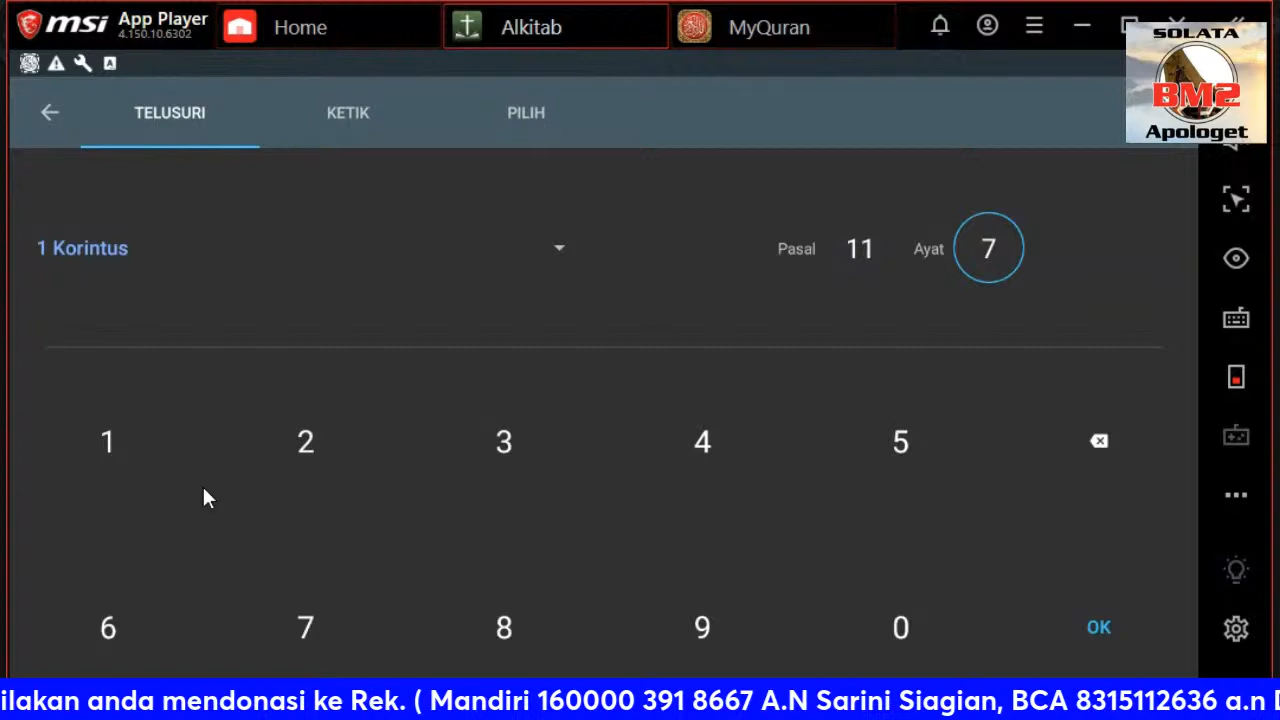 msi App Player
4.150.10.6302
Home
Alkitab
MyQuran
SOLATA
BM2
Apologet
TELUSURI
KETIK
PILIH
1 Korintus
Pasal 11 Ayat 7
1 2 3 4 5
6 7 8 9 0 OK
ilakan anda mendonasi ke Rek. ( Mandiri 160000 391 8667 A.N Sarini Siagian, BCA 8315112636 a.n